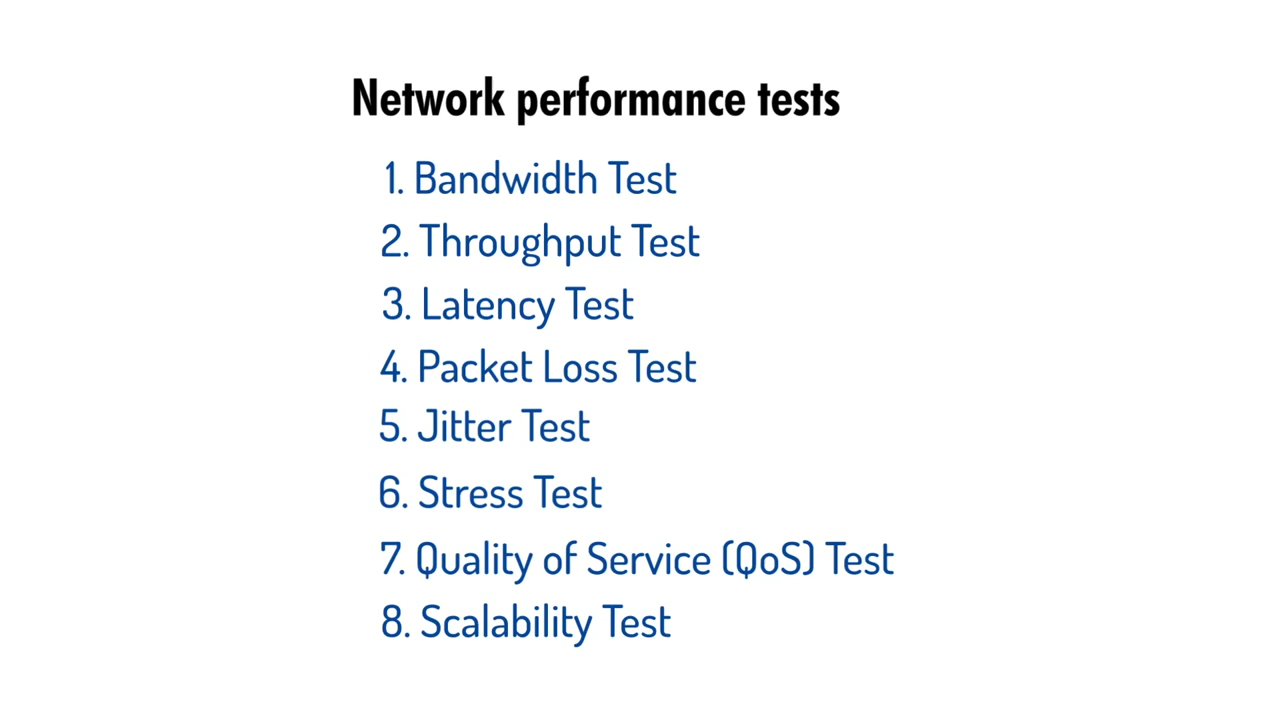 Network performance tests
1. Bandwidth Test
2. Throughput Test
3. Latency Test
4. Packet Loss Test
5. Jitter Test
6. Stress Test
7. Quality of Service (QoS) Test
8. Scalability Test